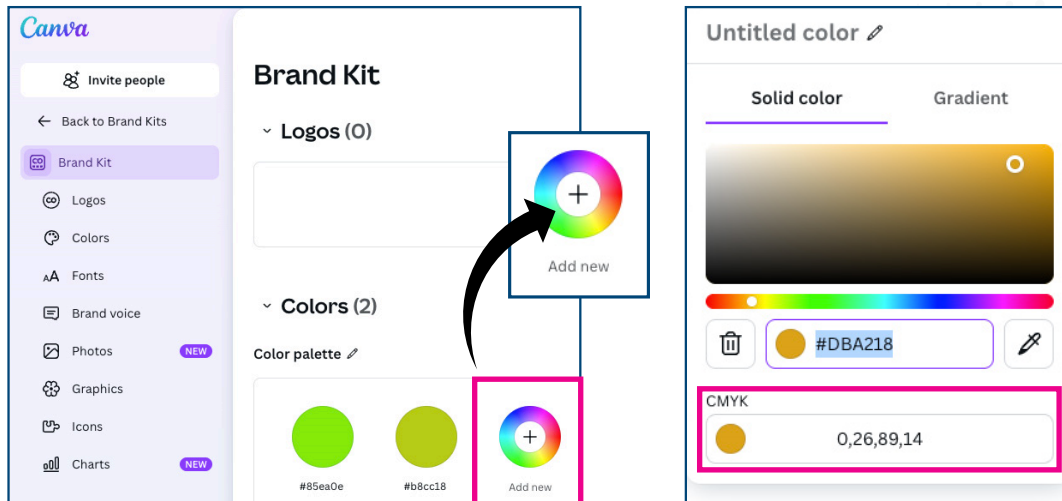 Canva
Invite people
Back to Brand Kits
Brand Kit
Logos
Colors
Fonts
Brand voice
Photos NEW
Graphics
Icons
Charts NEW
Brand Kit
Logos (0)
Colors (2)
Color palette
#85ea0e
#b8cc18
Add new
Add new
Untitled color
Solid color Gradient
#DBA218
CMYK
0,26,89,14